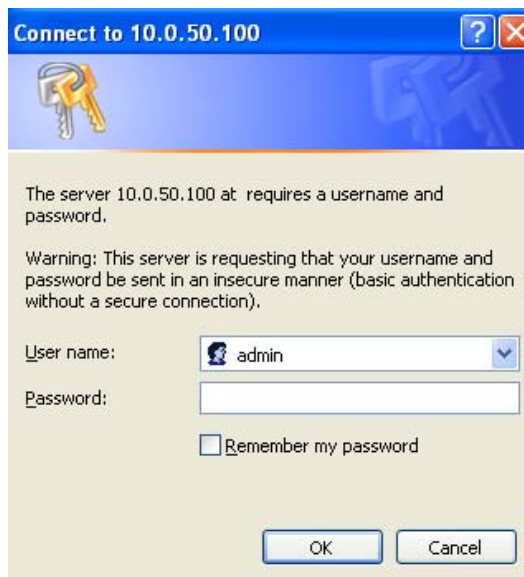 Connect to 10.0.50.100
?
The server 10.0.50.100 at  requires a username and
password.
Warning: This server is requesting that your username and
password be sent in an insecure manner (basic authentication
without a secure connection).
User name:
admin
Password:
Remember my password
OK
Cancel